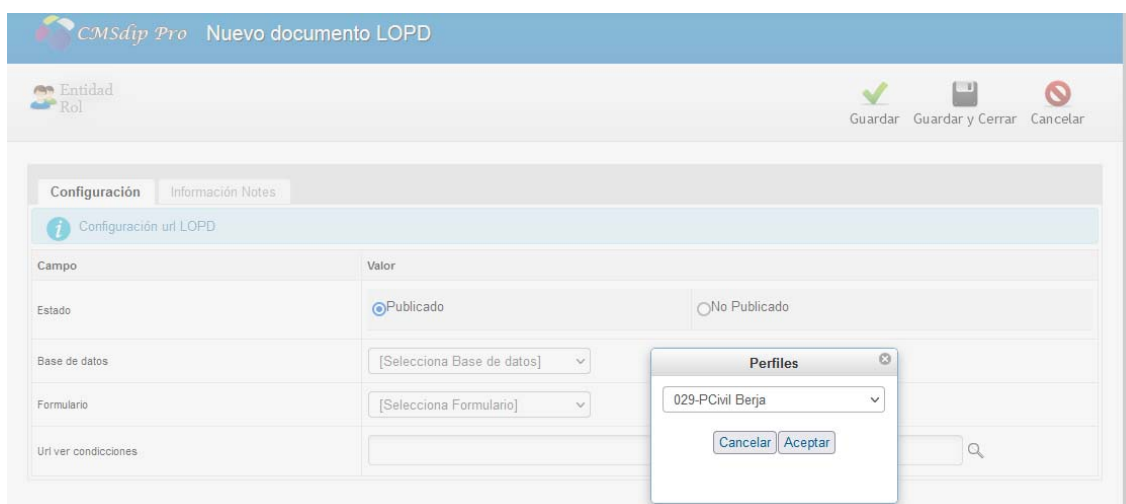 CMSdip Pro Nuevo documento LOPD
Entidad
Rol
Guardar Guardar y Cerrar Cancelar
Configuración Información Notes
Configuración url LOPD
Campo Valor
Estado Publicado No Publicado
Base de datos [Selecciona Base de datos]
Perfiles
Formulario [Selecciona Formulario]
029-PCivil Berja
Cancelar Aceptar
Url ver condicciones